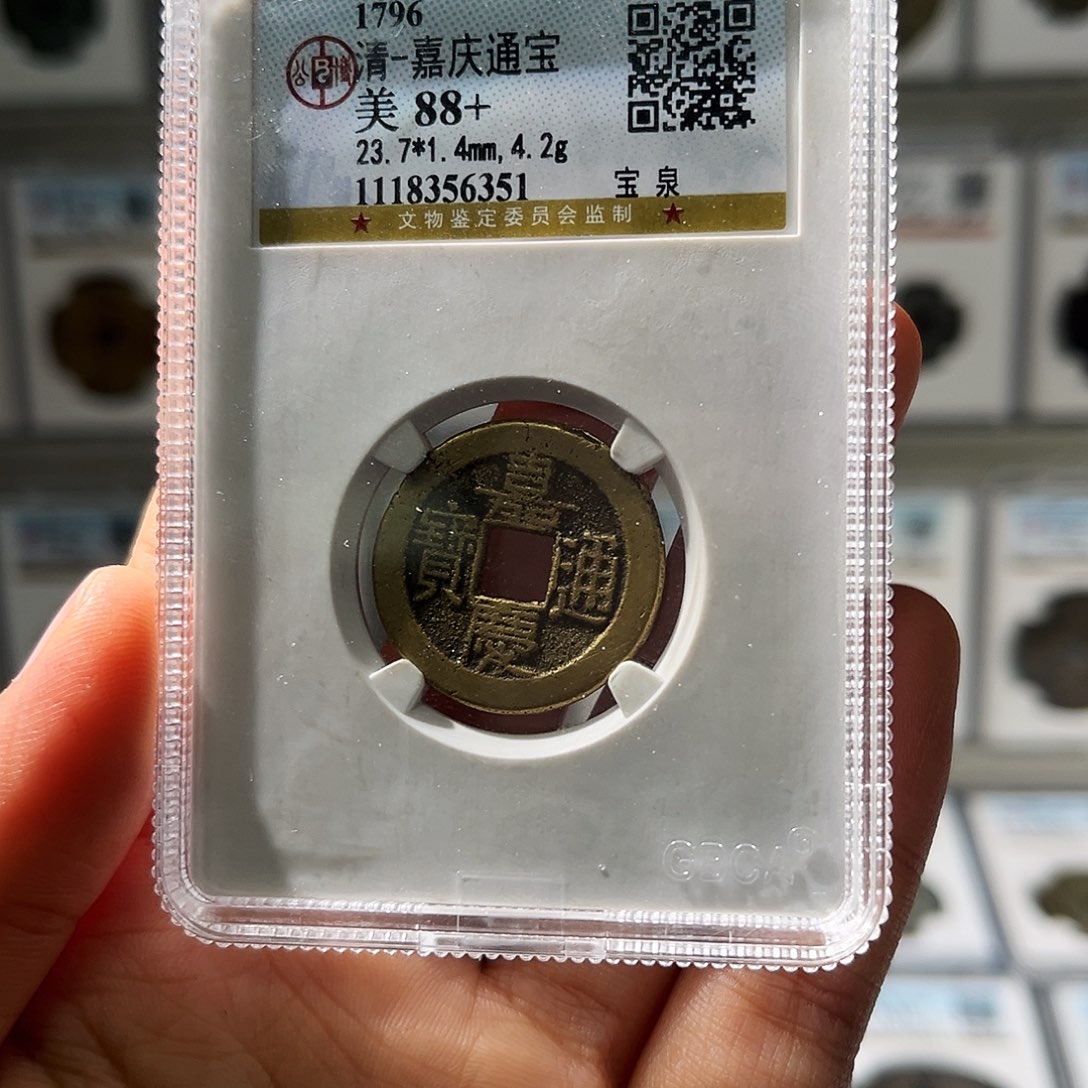 1796
清-嘉庆通宝
美 88+
23.7*1.4mm,4.2g
1118356351 宝泉
★ 文物鉴定委员会监制 ★
嘉慶通寳
GBCA